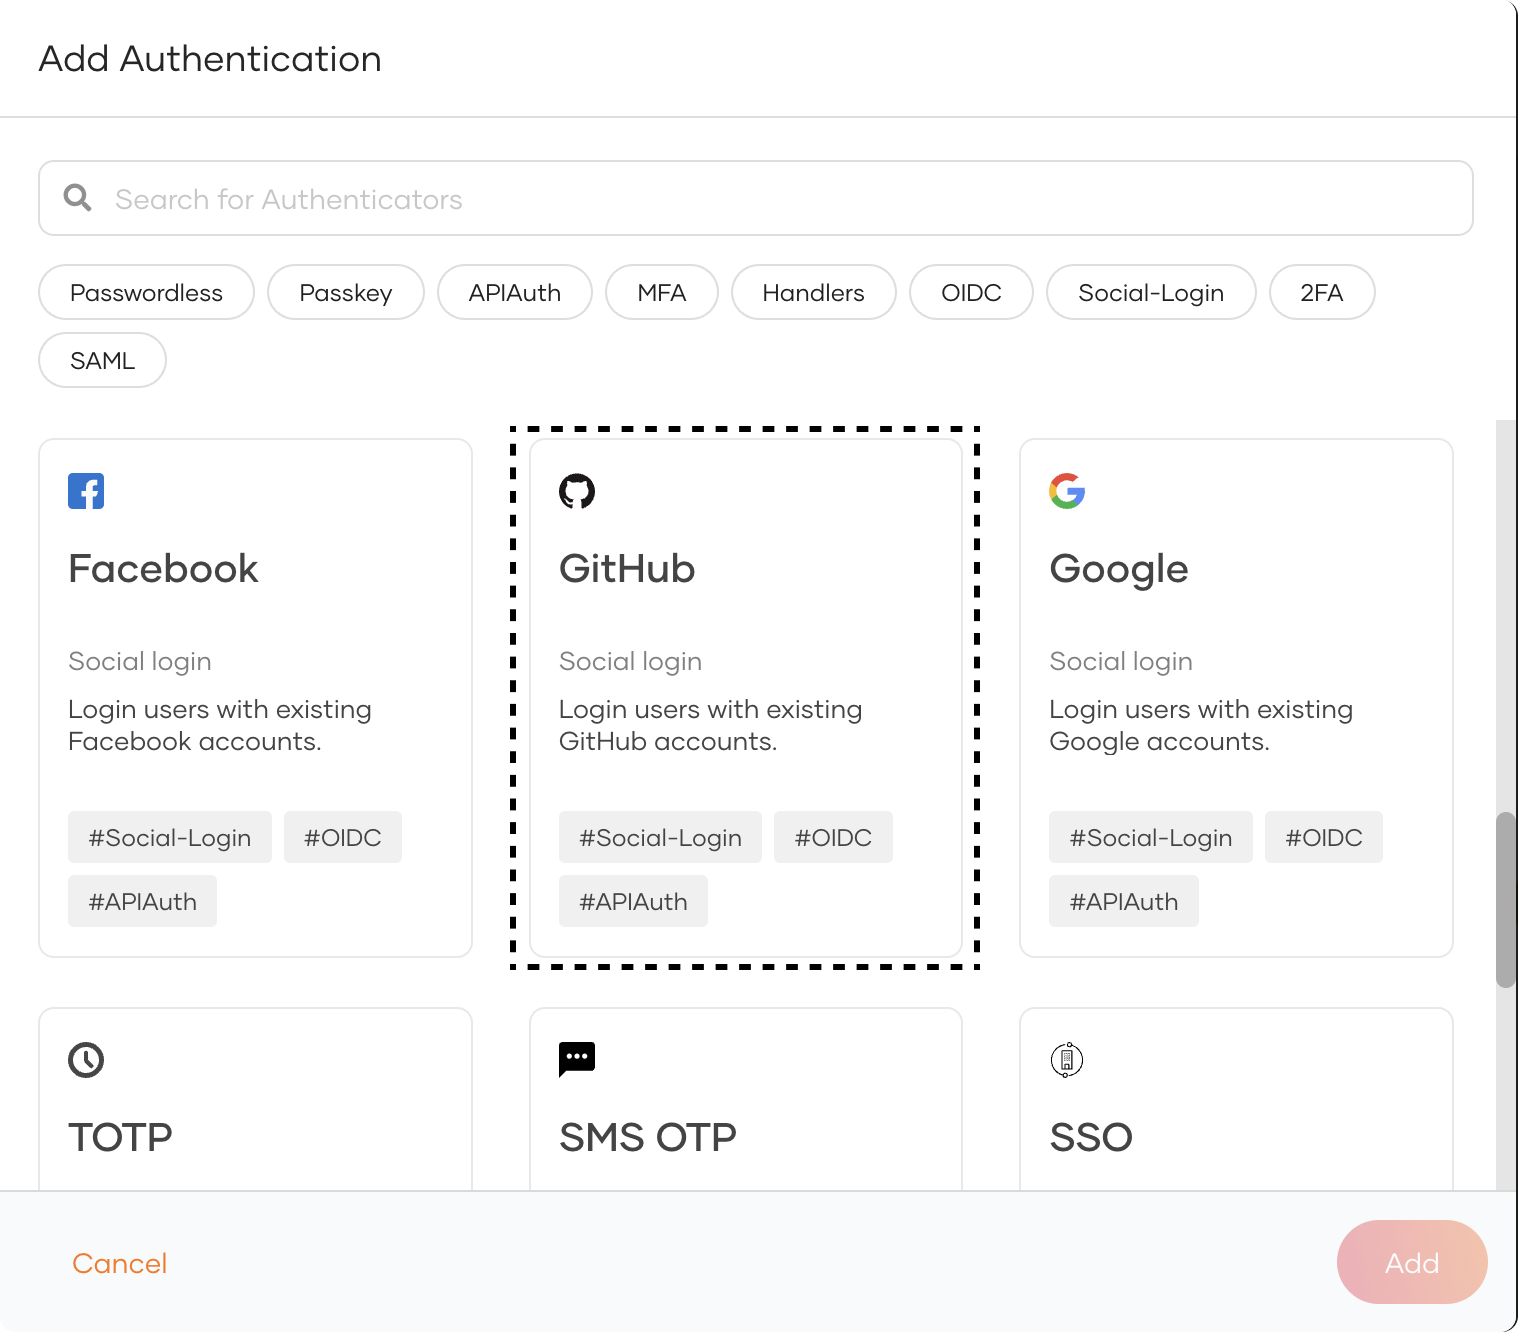 Add Authentication
Search for Authenticators
Passwordless
Passkey
APIAuth
MFA
Handlers
OIDC
Social-Login
2FA
SAML
Facebook
Social login
Login users with existing
Facebook accounts.
#Social-Login
#OIDC
#APIAuth
GitHub
Social login
Login users with existing
GitHub accounts.
#Social-Login
#OIDC
#APIAuth
Google
Social login
Login users with existing
Google accounts.
#Social-Login
#OIDC
#APIAuth
TOTP
SMS OTP
SSO
Cancel
Add